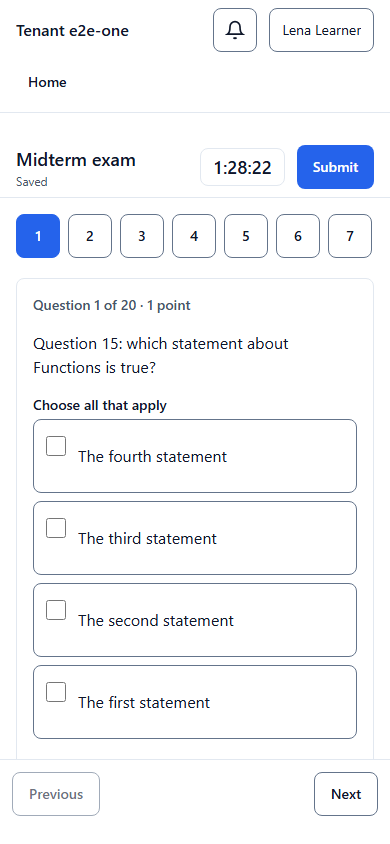 Tenant e2e-one
Lena Learner
Home
Midterm exam
Saved
1:28:22
Submit
1 2 3 4 5 6 7
Question 1 of 20 · 1 point
Question 15: which statement about
Functions is true?
Choose all that apply
The fourth statement
The third statement
The second statement
The first statement
Previous
Next